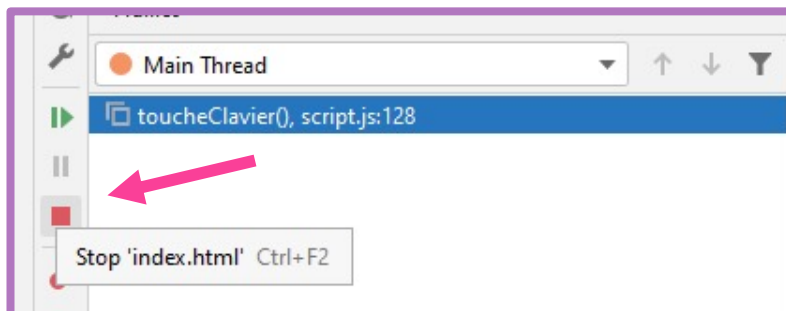 Main Thread
toucheClavier(), script.js:128
Stop 'index.html' Ctrl+F2